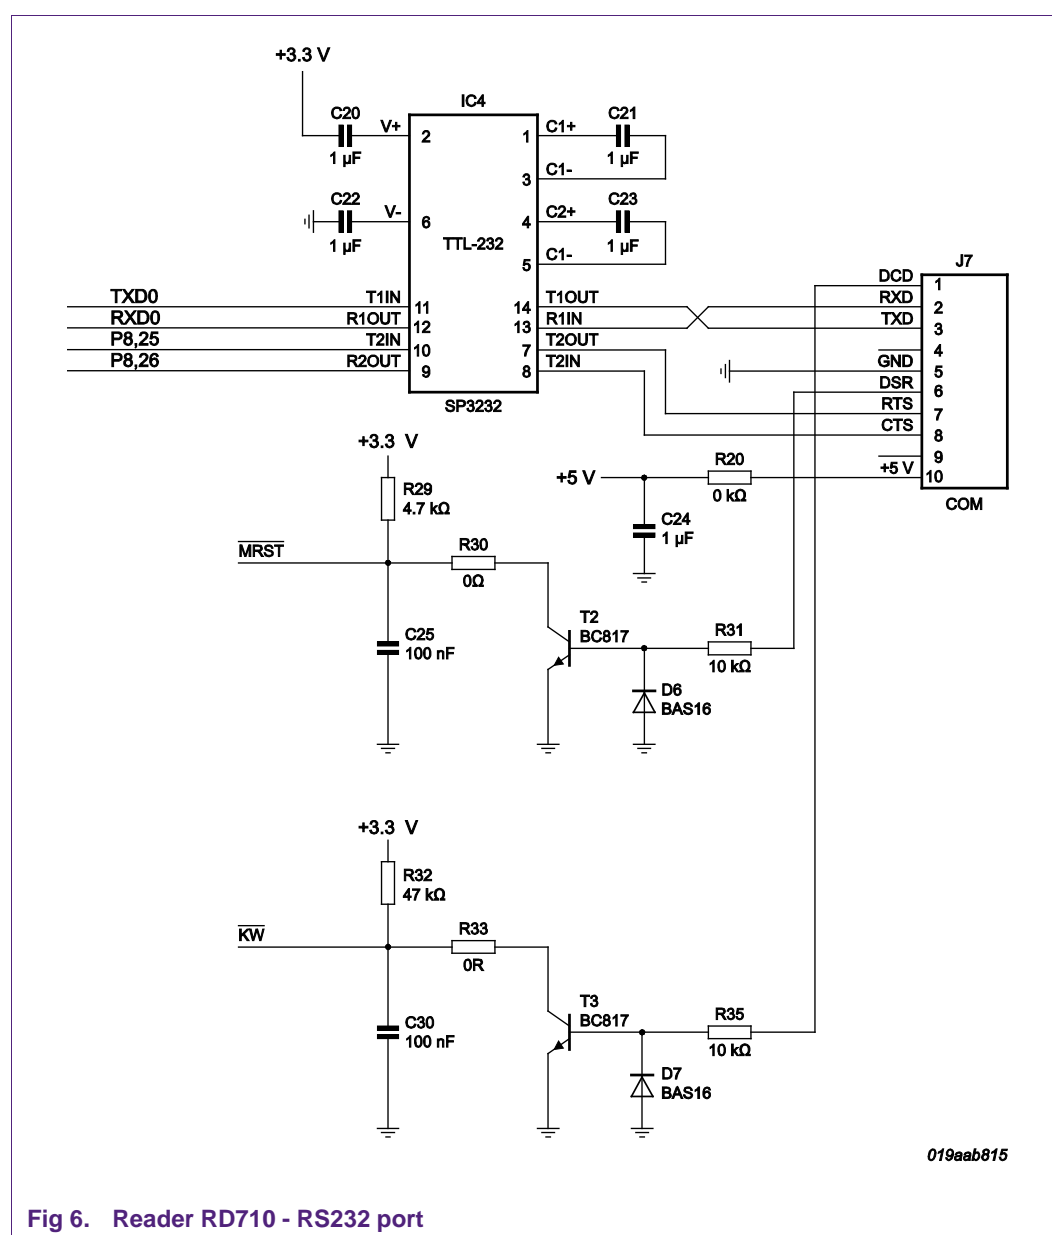 +3.3 V
IC4
C20
V+
2
1 µF
1
C1+
C21
1 µF
3
C1-
C22
V-
6
1 µF
4
C2+
C23
1 µF
TTL-232
5
C1-
J7
TXD0
T1IN
11
14
T1OUT
RXD0
R1OUT
12
13
R1IN
P8,25
T2IN
10
7
T2OUT
P8,26
R2OUT
9
8
T2IN
SP3232
DCD
1
RXD
2
TXD
3
4
GND
5
DSR
6
RTS
7
CTS
8
9
+5 V
10
COM
+3.3 V
R29
4.7 kΩ
+5 V
R20
0 kΩ
C24
1 µF
MRST
R30
0Ω
T2
BC817
C25
100 nF
R31
10 kΩ
D6
BAS16
+3.3 V
R32
47 kΩ
KW
R33
0R
T3
BC817
C30
100 nF
R35
10 kΩ
D7
BAS16
019aab815
Fig 6. Reader RD710 - RS232 port